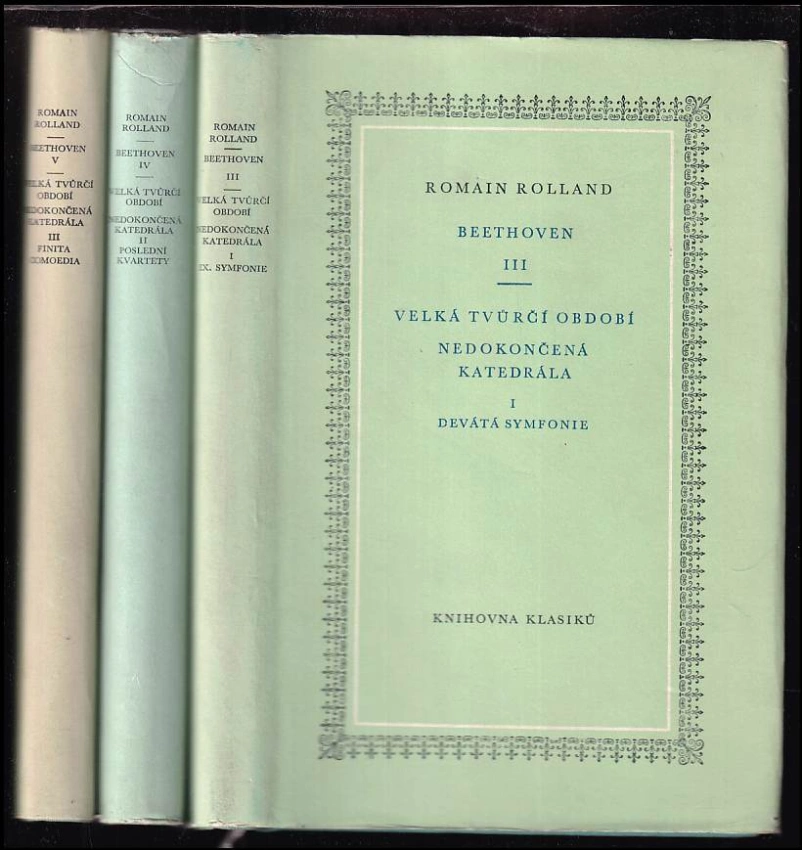 ROMAIN
ROLLAND
BEETHOVEN
V
VELKÁ TVŮRČÍ
OBDOBÍ
NEDOKONČENÁ
KATEDRÁLA
III
FINITA
COMOEDIA
ROMAIN
ROLLAND
BEETHOVEN
IV
VELKÁ TVŮRČÍ
OBDOBÍ
NEDOKONČENÁ
KATEDRÁLA
II
POSLEDNÍ
KVARTETY
ROMAIN
ROLLAND
BEETHOVEN
III
VELKÁ TVŮRČÍ
OBDOBÍ
NEDOKONČENÁ
KATEDRÁLA
I
IX. SYMFONIE
ROMAIN ROLLAND
BEETHOVEN
III
VELKÁ TVŮRČÍ OBDOBÍ
NEDOKONČENÁ
KATEDRÁLA
I
DEVÁTÁ SYMFONIE
KNIHOVNA KLASIKŮ